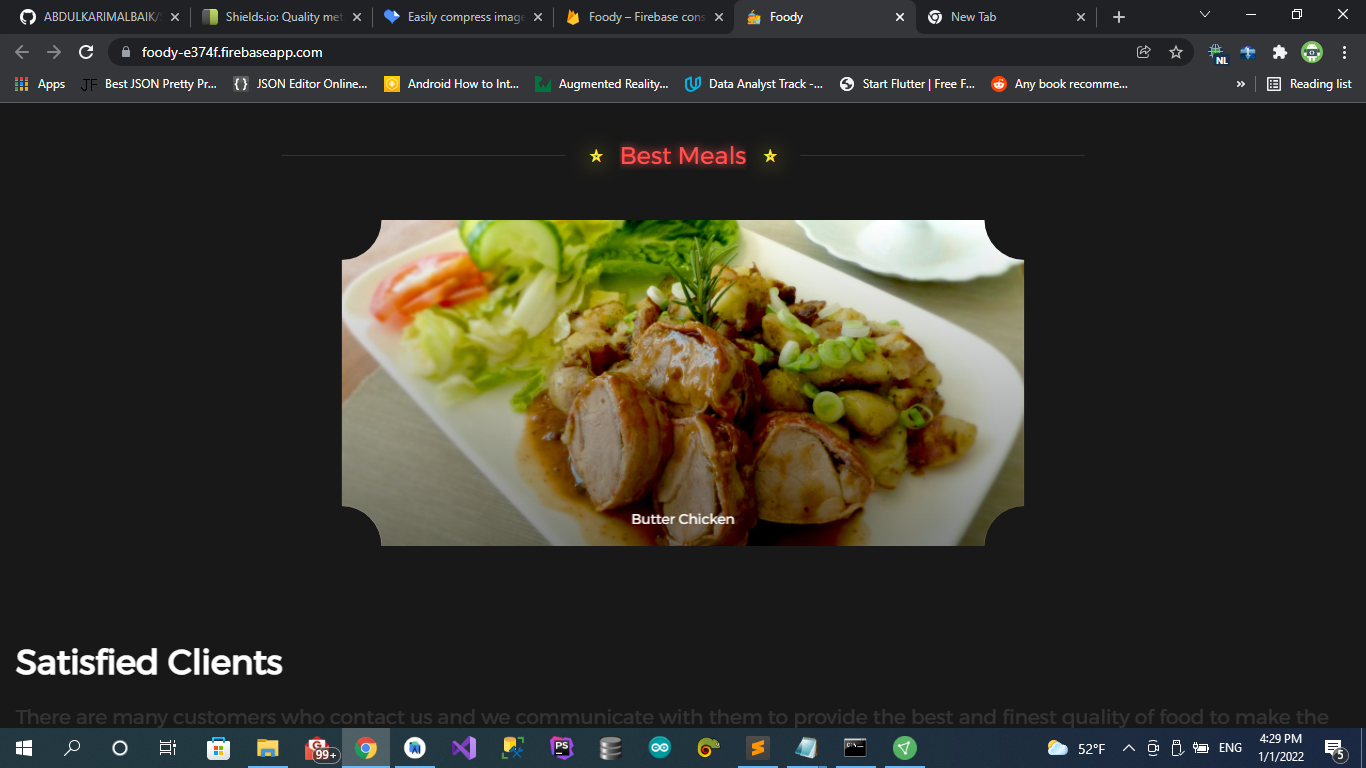 ABDULKARIMALBAIK/
Shields.io: Quality met
Easily compress image
Foody – Firebase cons
Foody
New Tab
foody-e374f.firebaseapp.com
NL
Apps
JF Best JSON Pretty Pr...
{} JSON Editor Online...
Android How to Int...
Augmented Reality...
Data Analyst Track -...
Start Flutter | Free F...
Any book recomme...
»
Reading list
Best Meals
Butter Chicken
Satisfied Clients
There are many customers who contact us and we communicate with them to provide the best and finest quality of food to make the
99+
PS
52°F
ENG
4:29 PM
1/1/2022
5